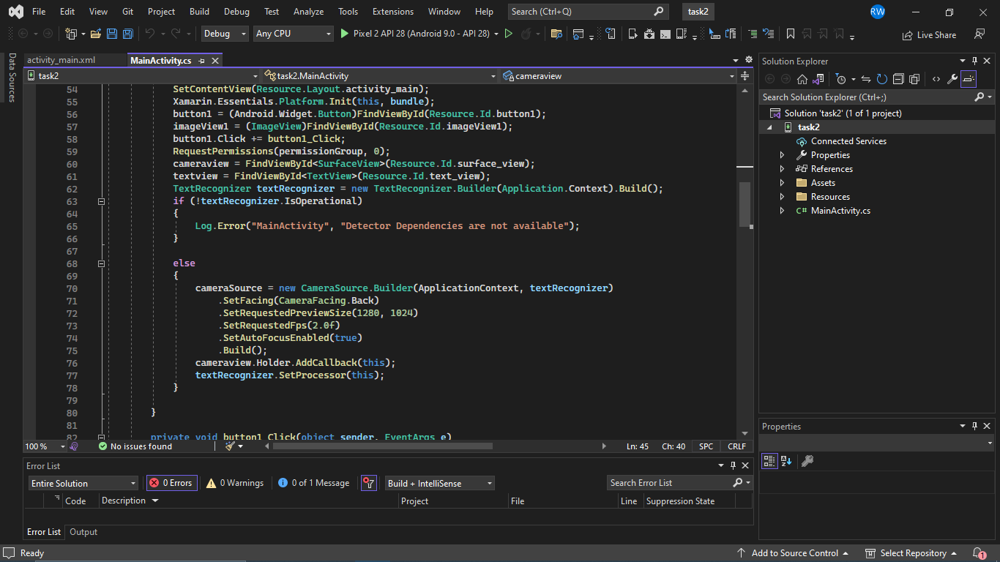 File Edit View Git Project Build Debug Test Analyze Tools Extensions Window Help Search (Ctrl+Q) task2 RW
Debug Any CPU Pixel 2 API 28 (Android 9.0 - API 28) Live Share
Data Sources
activity_main.xml MainActivity.cs
task2 task2.MainActivity cameraview
54 SetContentView(Resource.Layout.activity_main);
55 Xamarin.Essentials.Platform.Init(this, bundle);
56 button1 = (Android.Widget.Button)FindViewById(Resource.Id.button1);
57 imageView1 = (ImageView)FindViewById(Resource.Id.imageView1);
58 button1.Click += button1_Click;
59 RequestPermissions(permissionGroup, 0);
60 cameraview = FindViewById<SurfaceView>(Resource.Id.surface_view);
61 textview = FindViewById<TextView>(Resource.Id.text_view);
62 TextRecognizer textRecognizer = new TextRecognizer.Builder(Application.Context).Build();
63 if (!textRecognizer.IsOperational)
64 {
65 Log.Error("MainActivity", "Detector Dependencies are not available");
66 }
67
68 else
69 {
70 cameraSource = new CameraSource.Builder(ApplicationContext, textRecognizer)
71 .SetFacing(CameraFacing.Back)
72 .SetRequestedPreviewSize(1280, 1024)
73 .SetRequestedFps(2.0f)
74 .SetAutoFocusEnabled(true)
75 .Build();
76 cameraview.Holder.AddCallback(this);
77 textRecognizer.SetProcessor(this);
78 }
79
80 }
81
82 private void button1_Click(object sender, EventArgs e)
100 % No issues found Ln: 45 Ch: 40 SPC CRLF
Error List
Entire Solution 0 Errors 0 Warnings 0 of 1 Message Build + IntelliSense Search Error List
Code Description Project File Line Suppression State
Error List Output
Solution Explorer
Search Solution Explorer (Ctrl+;)
Solution 'task2' (1 of 1 project)
task2
Connected Services
Properties
References
Assets
Resources
C# MainActivity.cs
Properties
Ready Add to Source Control Select Repository 1